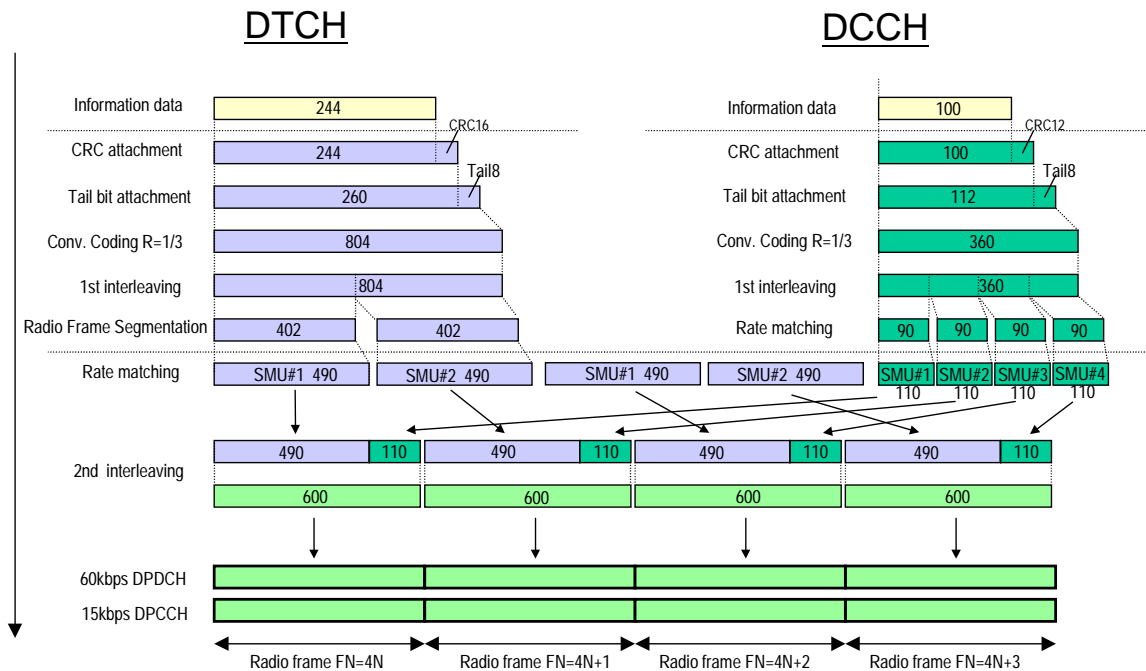 DTCH
DCCH
Information data
244
Information data
100
CRC16
CRC12
CRC attachment
244
CRC attachment
100
Tail8
Tail8
Tail bit attachment
260
Tail bit attachment
112
Conv. Coding R=1/3
804
Conv. Coding R=1/3
360
1st interleaving
804
1st interleaving
360
Radio Frame Segmentation
402
402
Rate matching
90
90
90
90
Rate matching
SMU#1 490
SMU#2 490
SMU#1 490
SMU#2 490
SMU#1
SMU#2
SMU#3
SMU#4
110
110
110
110
2nd interleaving
490
110
490
110
490
110
490
110
600
600
600
600
60kbps DPDCH
15kbps DPCCH
Radio frame FN=4N
Radio frame FN=4N+1
Radio frame FN=4N+2
Radio frame FN=4N+3